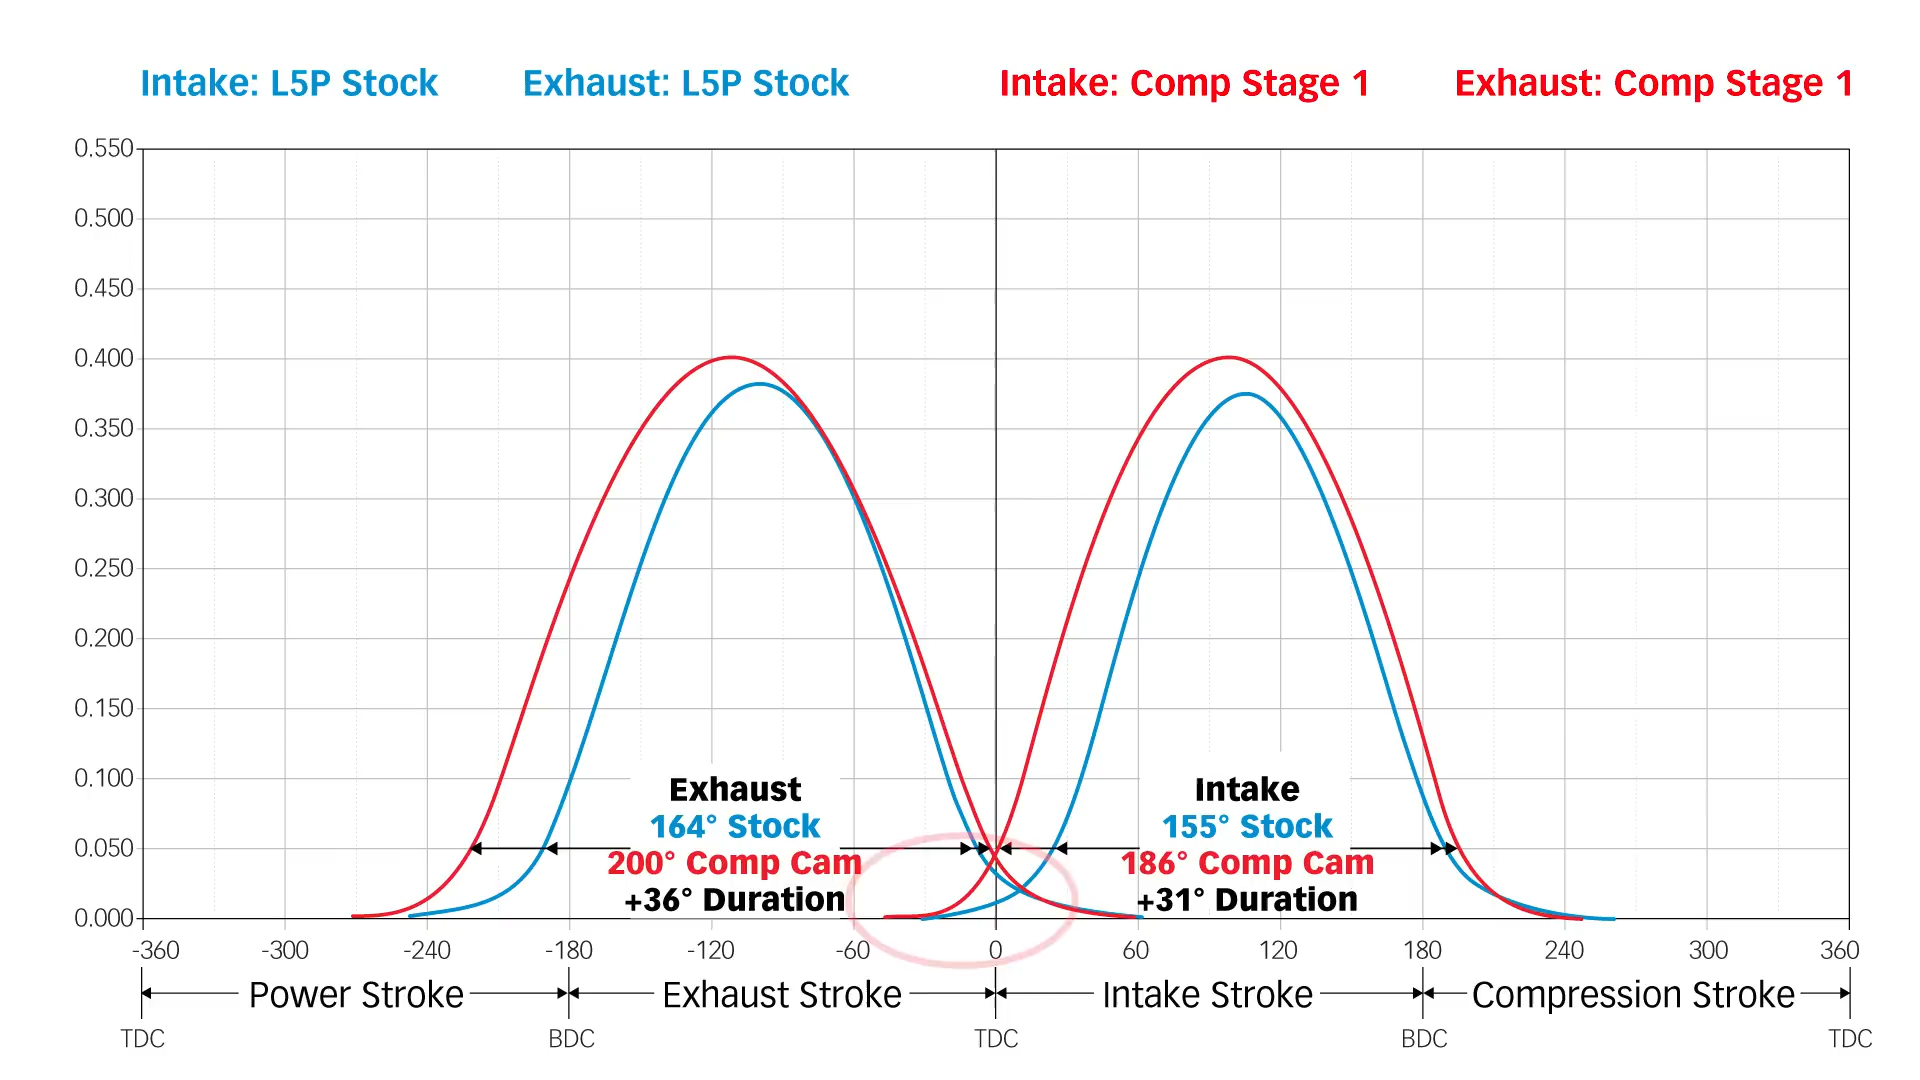 Intake: L5P Stock Exhaust: L5P Stock Intake: Comp Stage 1 Exhaust: Comp Stage 1
0.550
0.500
0.450
0.400
0.350
0.300
0.250
0.200
0.150
0.100
0.050
0.000
Exhaust
164° Stock
200° Comp Cam
+36° Duration
Intake
155° Stock
186° Comp Cam
+31° Duration
-360 -300 -240 -180 -120 -60 0 60 120 180 240 300 360
Power Stroke Exhaust Stroke Intake Stroke Compression Stroke
TDC BDC TDC BDC TDC